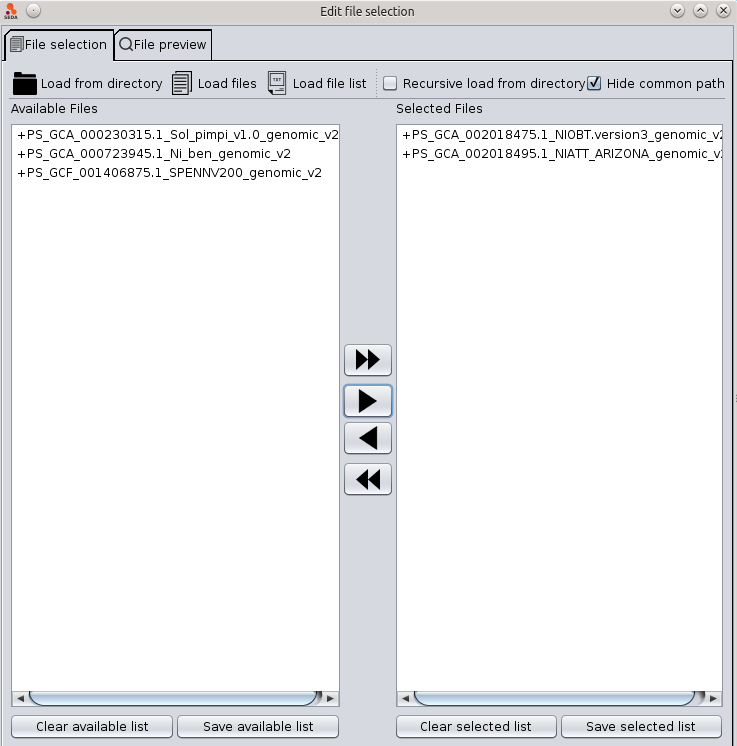 SEDA
Edit file selection
File selection
File preview
Load from directory
Load files
TXT
Load file list
Recursive load from directory
Hide common path
Available Files
Selected Files
+PS_GCA_000230315.1_Sol_pimpi_v1.0_genomic_v2
+PS_GCA_000723945.1_Ni_ben_genomic_v2
+PS_GCF_001406875.1_SPENNV200_genomic_v2
+PS_GCA_002018475.1_NIOBT.version3_genomic_v2
+PS_GCA_002018495.1_NIATT_ARIZONA_genomic_v2
Clear available list
Save available list
Clear selected list
Save selected list